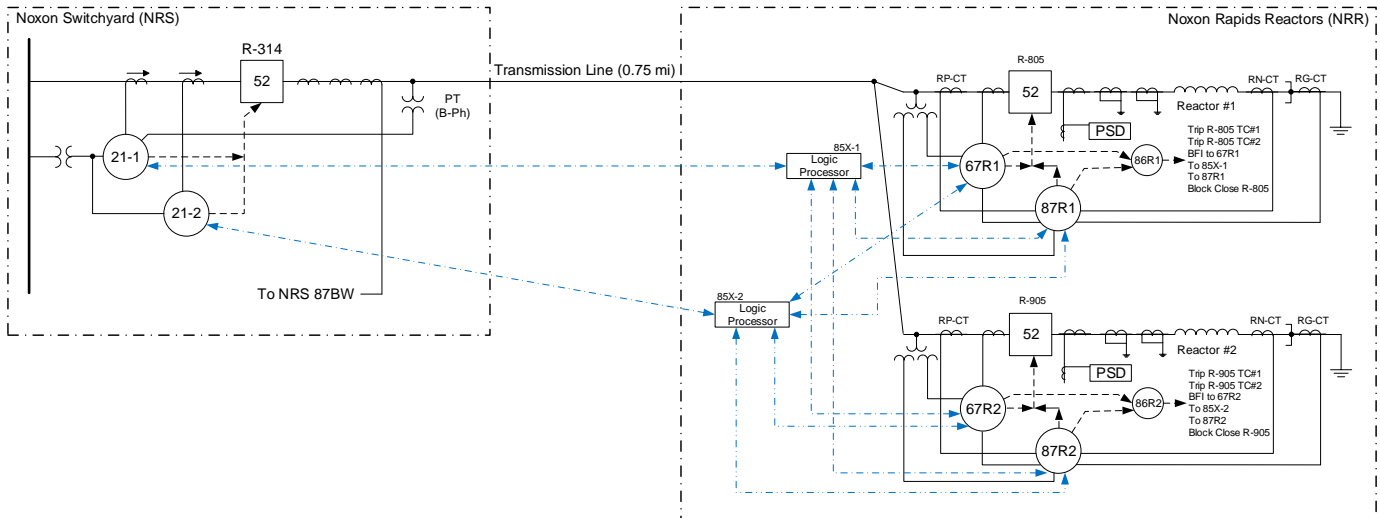 Noxon Switchyard (NRS)
R-314
52
PT
(B-Ph)
21-1
21-2
To NRS 87BW
Transmission Line (0.75 mi)
Noxon Rapids Reactors (NRR)
85X-1
Logic
Processor
85X-2
Logic
Processor
RP-CT
R-805
52
RN-CT
RG-CT
Reactor #1
PSD
67R1
86R1
87R1
Trip R-805 TC#1
Trip R-805 TC#2
BFI to 67R1
To 85X-1
To 87R1
Block Close R-805
RP-CT
R-905
52
RN-CT
RG-CT
Reactor #2
PSD
67R2
86R2
87R2
Trip R-905 TC#1
Trip R-905 TC#2
BFI to 67R2
To 85X-2
To 87R2
Block Close R-905